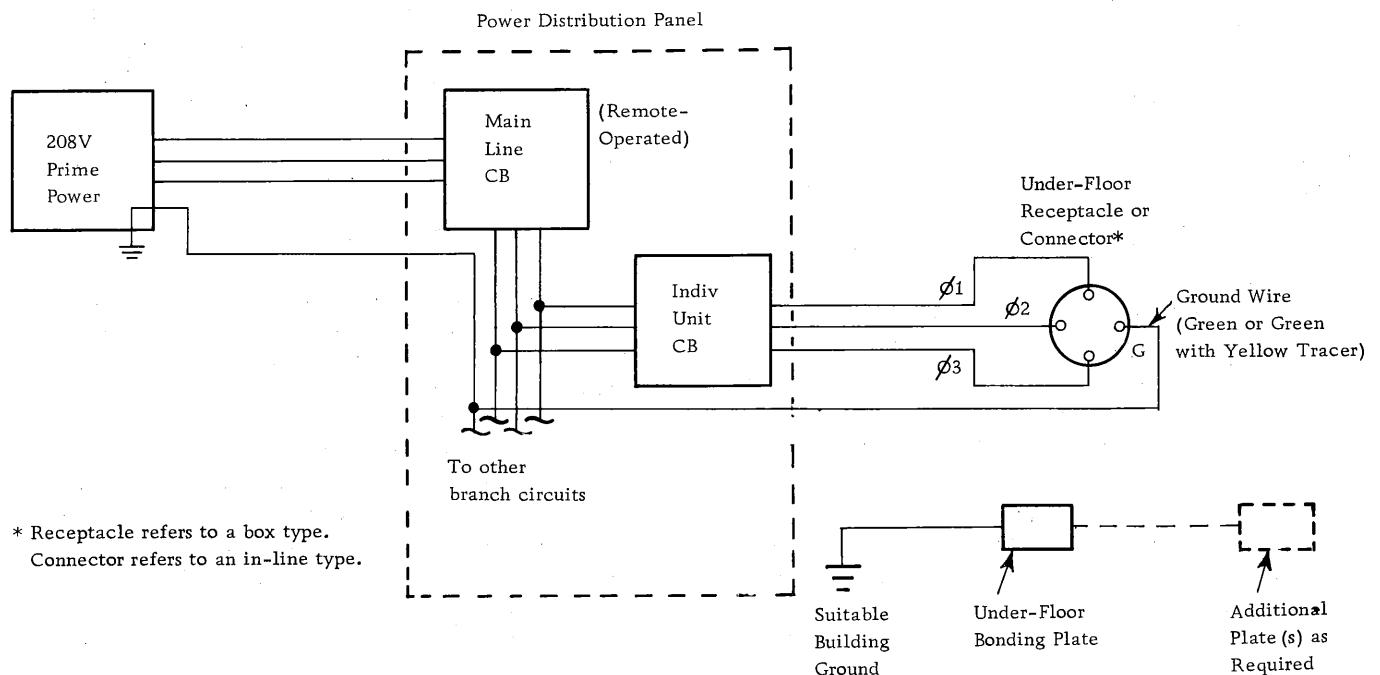 Power Distribution Panel
208V
Prime
Power
Main
Line
CB
(Remote-
Operated)
Indiv
Unit
CB
Under-Floor
Receptacle or
Connector*
Ø1
Ø2
Ø3
G
Ground Wire
(Green or Green
with Yellow Tracer)
To other
branch circuits
* Receptacle refers to a box type.
Connector refers to an in-line type.
Suitable
Building
Ground
Under-Floor
Bonding Plate
Additional
Plate(s) as
Required